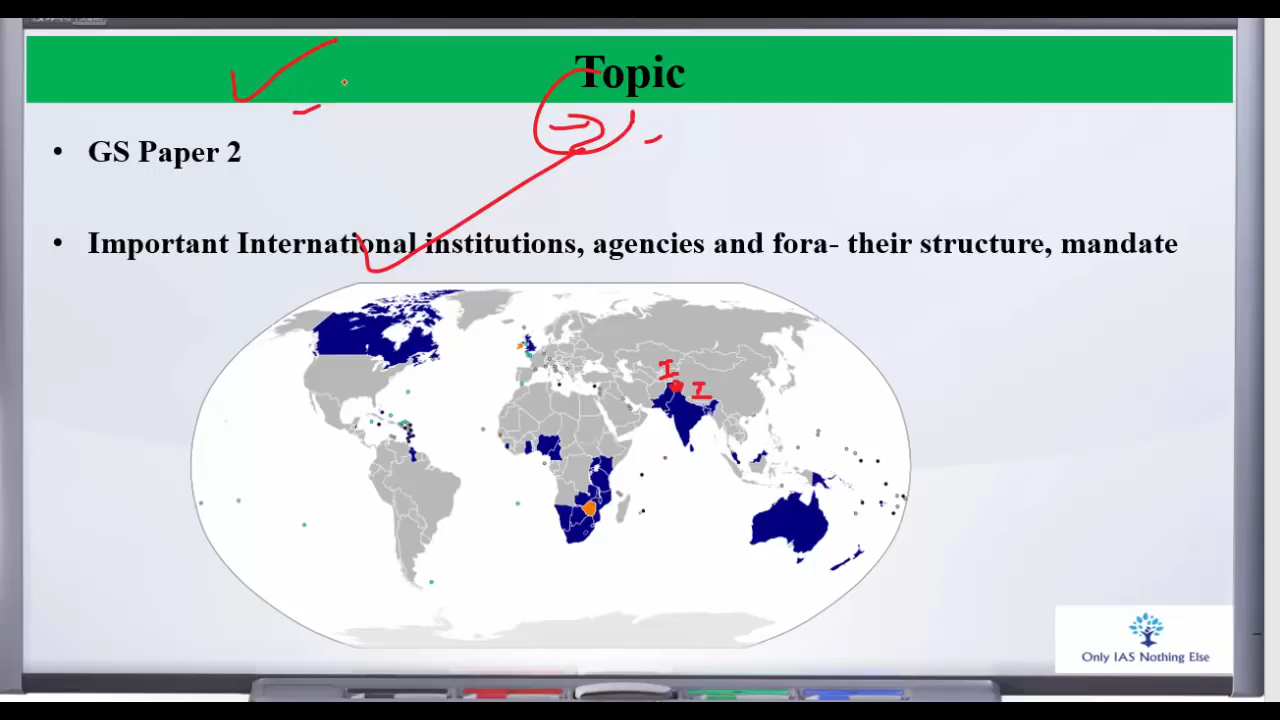 Topic
• GS Paper 2
• Important International institutions, agencies and fora- their structure, mandate
I
I
Only IAS Nothing Else